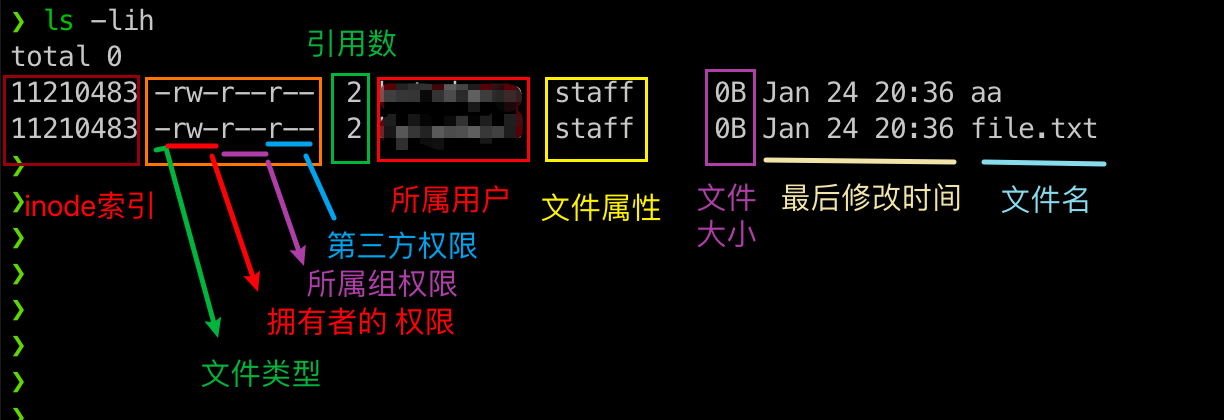 ❯ ls -lih
引用数
total 0
11210483 -rw-r--r-- 2 staff 0B Jan 24 20:36 aa
11210483 -rw-r--r-- 2 staff 0B Jan 24 20:36 file.txt
❯
❯
inode索引
所属用户
文件属性
文件
大小
最后修改时间
文件名
❯
第三方权限
❯
所属组权限
❯
拥有者的 权限
❯
文件类型
❯
❯